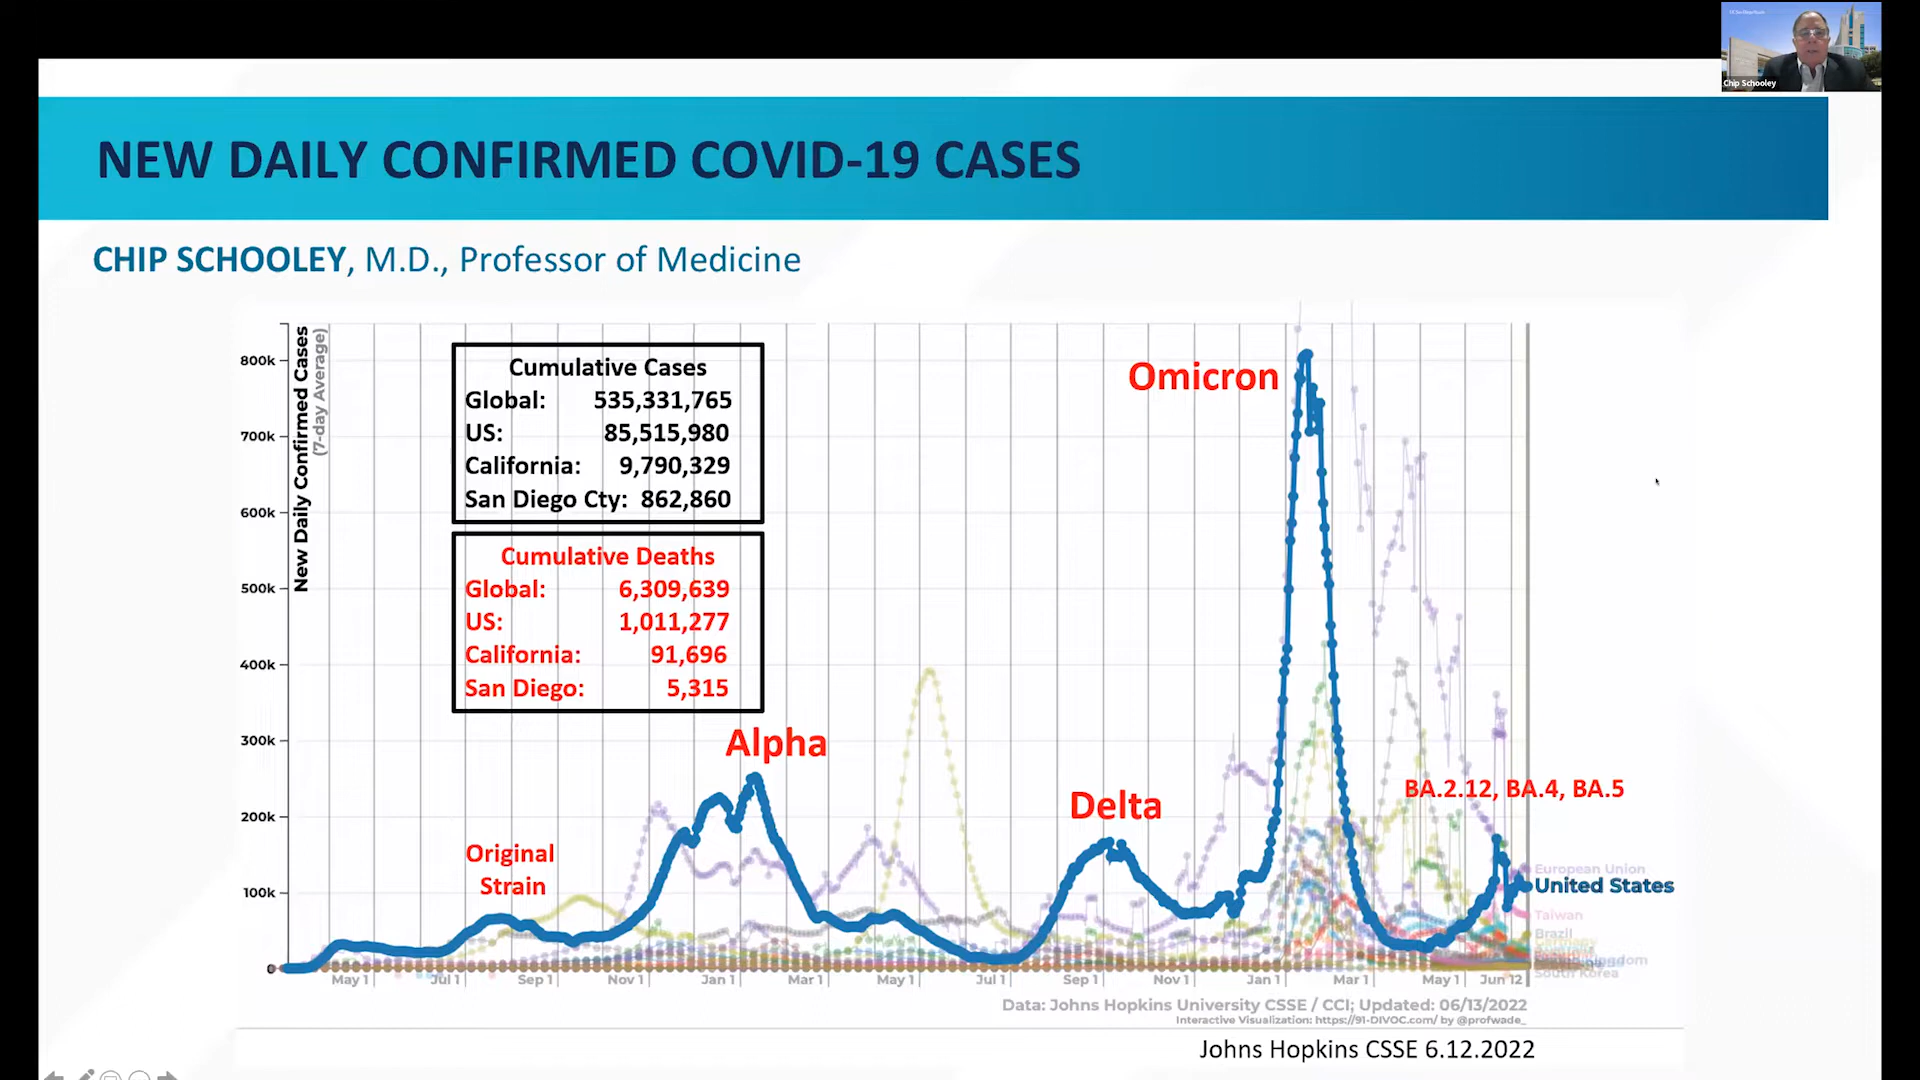 Chip Schooley
NEW DAILY CONFIRMED COVID-19 CASES
CHIP SCHOOLEY, M.D., Professor of Medicine
New Daily Confirmed Cases
(7-day Average)
800k
700k
600k
500k
400k
300k
200k
100k
0
Cumulative Cases
Global: 535,331,765
US: 85,515,980
California: 9,790,329
San Diego Cty: 862,860
Cumulative Deaths
Global: 6,309,639
US: 1,011,277
California: 91,696
San Diego: 5,315
Original
Strain
Alpha
Delta
Omicron
BA.2.12, BA.4, BA.5
European Union
United States
Taiwan
Brazil
South Korea
May 1 Jul 1 Sep 1 Nov 1 Jan 1 Mar 1 May 1 Jul 1 Sep 1 Nov 1 Jan 1 Mar 1 May 1 Jun 12
Data: Johns Hopkins University CSSE / CCI; Updated: 06/13/2022
Interactive Visualization: https://91-DIVOC.com/ by @profwade_
Johns Hopkins CSSE 6.12.2022